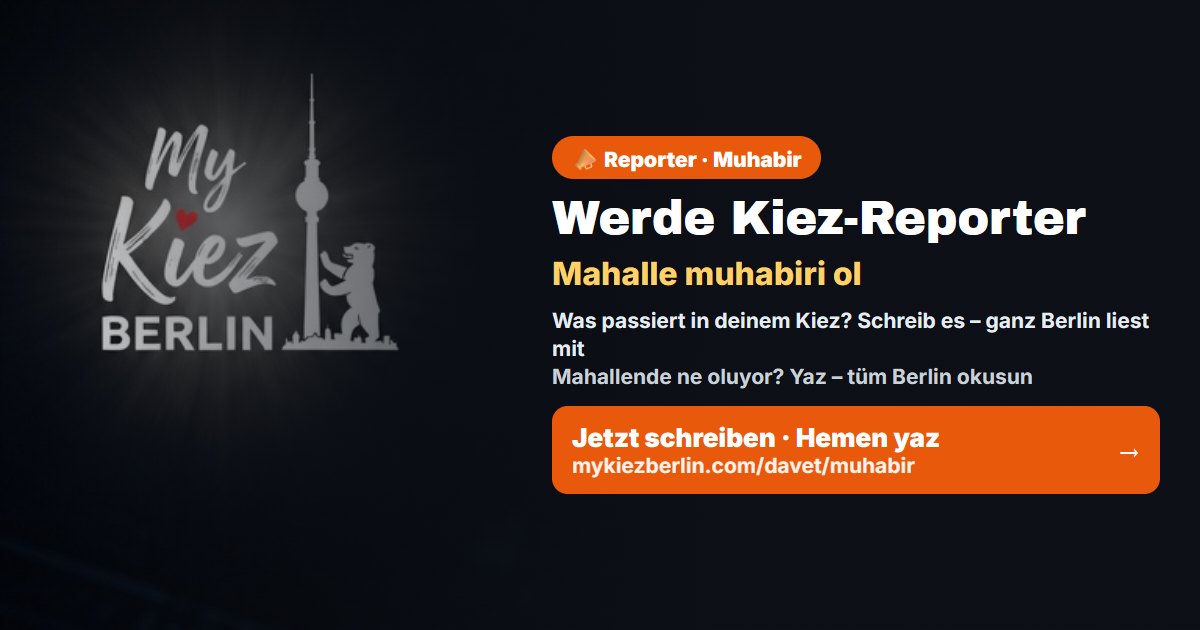 My
Kiez
BERLIN
Reporter · Muhabir
Werde Kiez-Reporter
Mahalle muhabiri ol
Was passiert in deinem Kiez? Schreib es – ganz Berlin liest
mit
Mahallende ne oluyor? Yaz – tüm Berlin okusun
Jetzt schreiben · Hemen yaz
mykiezberlin.com/davet/muhabir
→